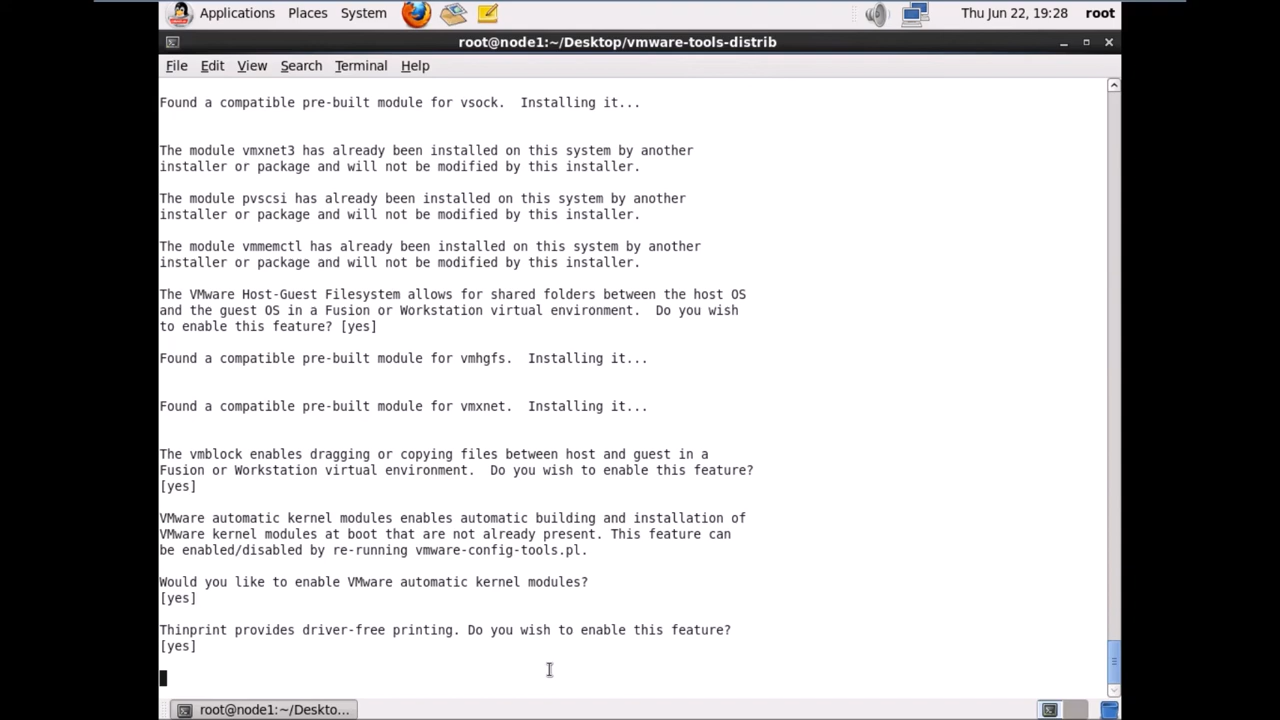 Applications Places System Thu Jun 22, 19:28 root
root@node1:~/Desktop/vmware-tools-distrib
File Edit View Search Terminal Help
Found a compatible pre-built module for vsock.  Installing it...
The module vmxnet3 has already been installed on this system by another
installer or package and will not be modified by this installer.
The module pvscsi has already been installed on this system by another
installer or package and will not be modified by this installer.
The module vmmemctl has already been installed on this system by another
installer or package and will not be modified by this installer.
The VMware Host-Guest Filesystem allows for shared folders between the host OS
and the guest OS in a Fusion or Workstation virtual environment.  Do you wish
to enable this feature? [yes]
Found a compatible pre-built module for vmhgfs.  Installing it...
Found a compatible pre-built module for vmxnet.  Installing it...
The vmblock enables dragging or copying files between host and guest in a
Fusion or Workstation virtual environment.  Do you wish to enable this feature?
[yes]
VMware automatic kernel modules enables automatic building and installation of
VMware kernel modules at boot that are not already present. This feature can
be enabled/disabled by re-running vmware-config-tools.pl.
Would you like to enable VMware automatic kernel modules?
[yes]
Thinprint provides driver-free printing. Do you wish to enable this feature?
[yes]
root@node1:~/Deskto...